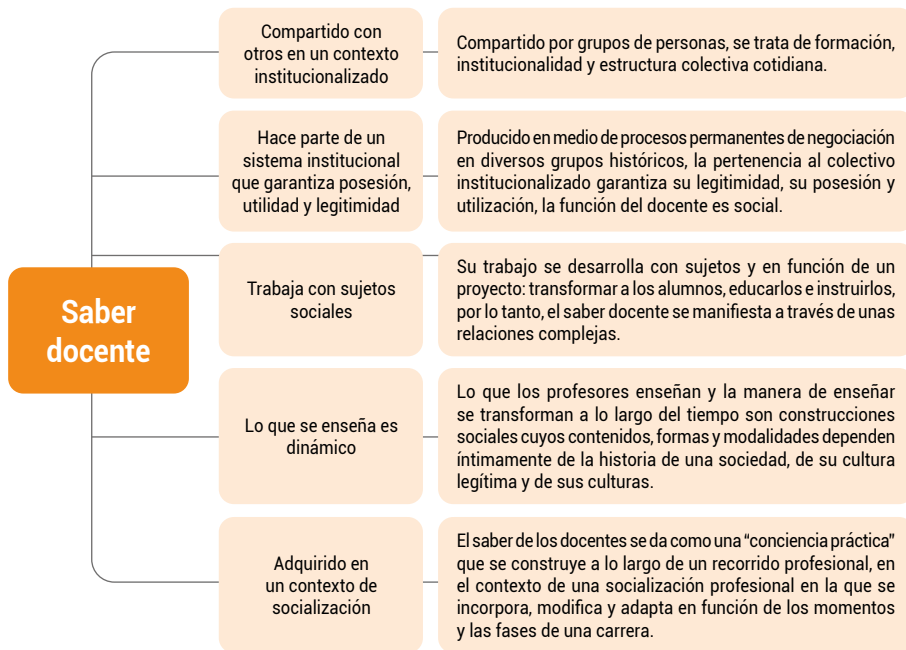 Saber
docente
Compartido con
otros en un contexto
institucionalizado
Compartido por grupos de personas, se trata de formación,
institucionalidad y estructura colectiva cotidiana.
Hace parte de un
sistema institucional
que garantiza posesión,
utilidad y legitimidad
Producido en medio de procesos permanentes de negociación
en diversos grupos históricos, la pertenencia al colectivo
institucionalizado garantiza su legitimidad, su posesión y
utilización, la función del docente es social.
Trabaja con sujetos
sociales
Su trabajo se desarrolla con sujetos y en función de un
proyecto: transformar a los alumnos, educarlos e instruirlos,
por lo tanto, el saber docente se manifiesta a través de unas
relaciones complejas.
Lo que se enseña es
dinámico
Lo que los profesores enseñan y la manera de enseñar
se transforman a lo largo del tiempo son construcciones
sociales cuyos contenidos, formas y modalidades dependen
íntimamente de la historia de una sociedad, de su cultura
legítima y de sus culturas.
Adquirido en
un contexto de
socialización
El saber de los docentes se da como una “conciencia práctica”
que se construye a lo largo de un recorrido profesional, en
el contexto de una socialización profesional en la que se
incorpora, modifica y adapta en función de los momentos
y las fases de una carrera.